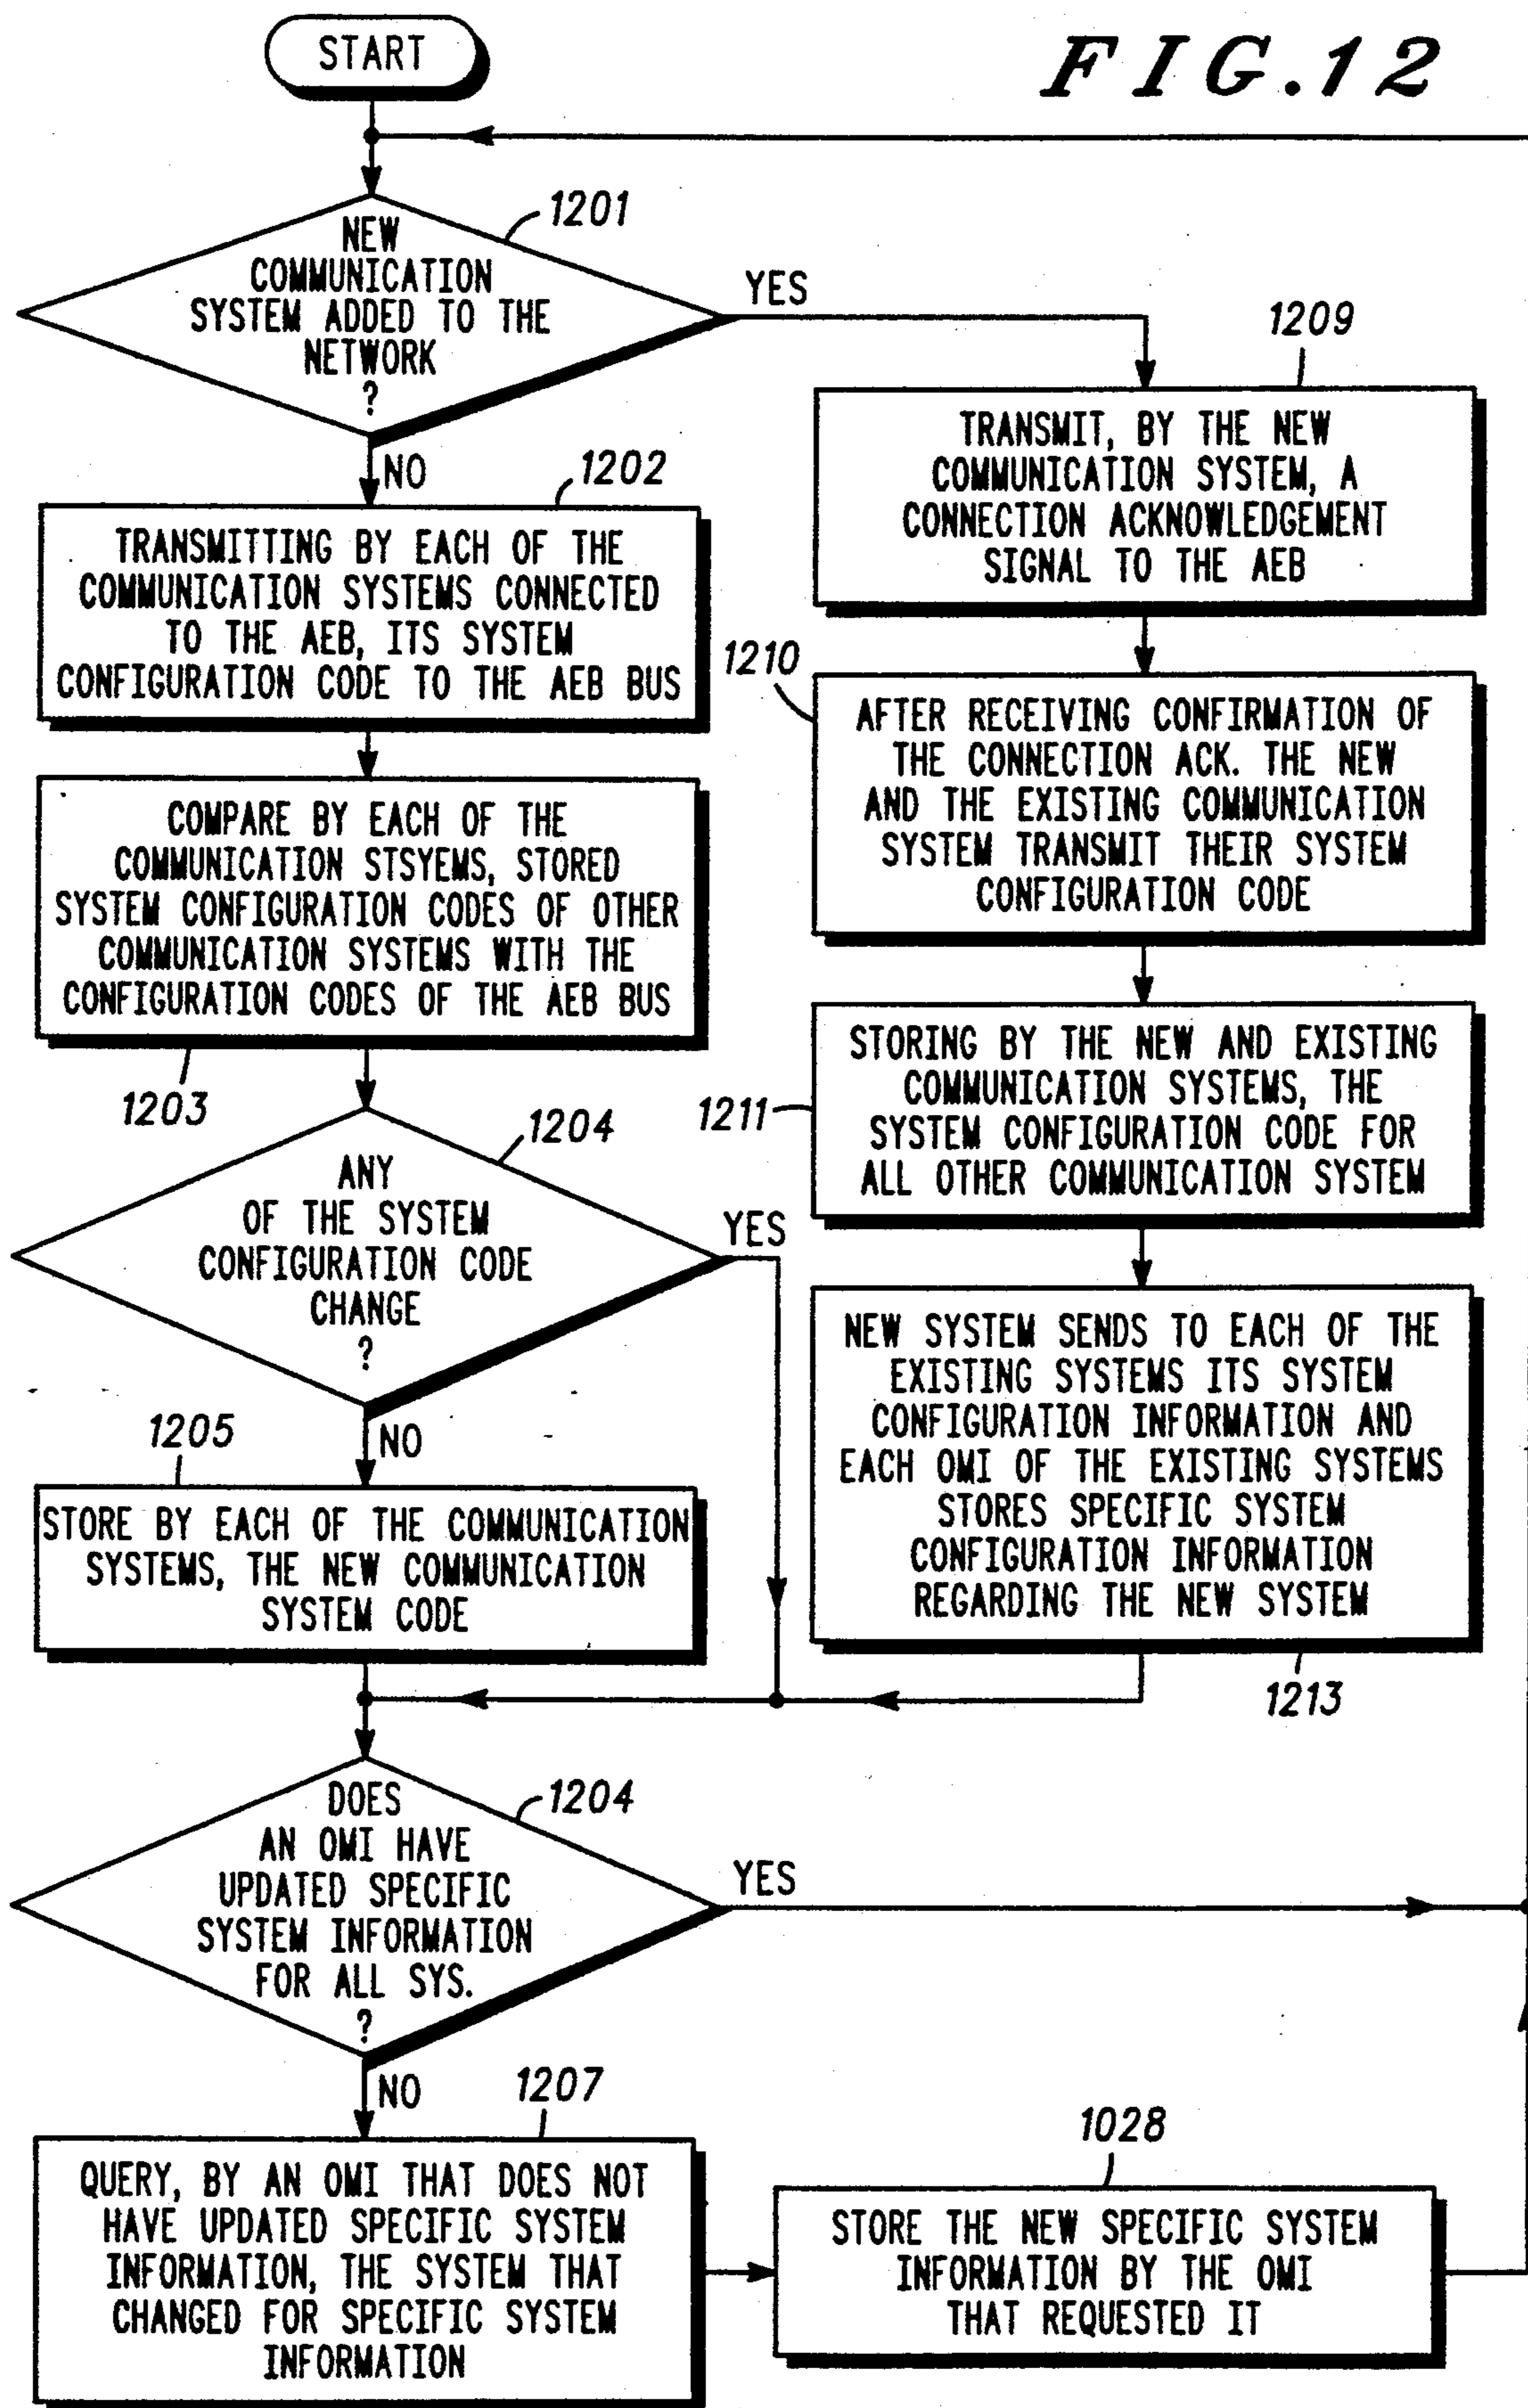 START
FIG.12
1201
NEW
COMMUNICATION
SYSTEM ADDED TO THE
NETWORK
?
YES
NO
1202
TRANSMITTING BY EACH OF THE
COMMUNICATION SYSTEMS CONNECTED
TO THE AEB, ITS SYSTEM
CONFIGURATION CODE TO THE AEB BUS
COMPARE BY EACH OF THE
COMMUNICATION STSYEMS, STORED
SYSTEM CONFIGURATION CODES OF OTHER
COMMUNICATION SYSTEMS WITH THE
CONFIGURATION CODES OF THE AEB BUS
1203
1204
ANY
OF THE SYSTEM
CONFIGURATION CODE
CHANGE
?
YES
NO
1205
STORE BY EACH OF THE COMMUNICATION
SYSTEMS, THE NEW COMMUNICATION
SYSTEM CODE
1209
TRANSMIT, BY THE NEW
COMMUNICATION SYSTEM, A
CONNECTION ACKNOWLEDGEMENT
SIGNAL TO THE AEB
1210
AFTER RECEIVING CONFIRMATION OF
THE CONNECTION ACK. THE NEW
AND THE EXISTING COMMUNICATION
SYSTEM TRANSMIT THEIR SYSTEM
CONFIGURATION CODE
1211
STORING BY THE NEW AND EXISTING
COMMUNICATION SYSTEMS, THE
SYSTEM CONFIGURATION CODE FOR
ALL OTHER COMMUNICATION SYSTEM
NEW SYSTEM SENDS TO EACH OF THE
EXISTING SYSTEMS ITS SYSTEM
CONFIGURATION INFORMATION AND
EACH OMI OF THE EXISTING SYSTEMS
STORES SPECIFIC SYSTEM
CONFIGURATION INFORMATION
REGARDING THE NEW SYSTEM
1213
1204
DOES
AN OMI HAVE
UPDATED SPECIFIC
SYSTEM INFORMATION
FOR ALL SYS.
?
YES
NO
1207
QUERY, BY AN OMI THAT DOES NOT
HAVE UPDATED SPECIFIC SYSTEM
INFORMATION, THE SYSTEM THAT
CHANGED FOR SPECIFIC SYSTEM
INFORMATION
1028
STORE THE NEW SPECIFIC SYSTEM
INFORMATION BY THE OMI
THAT REQUESTED IT